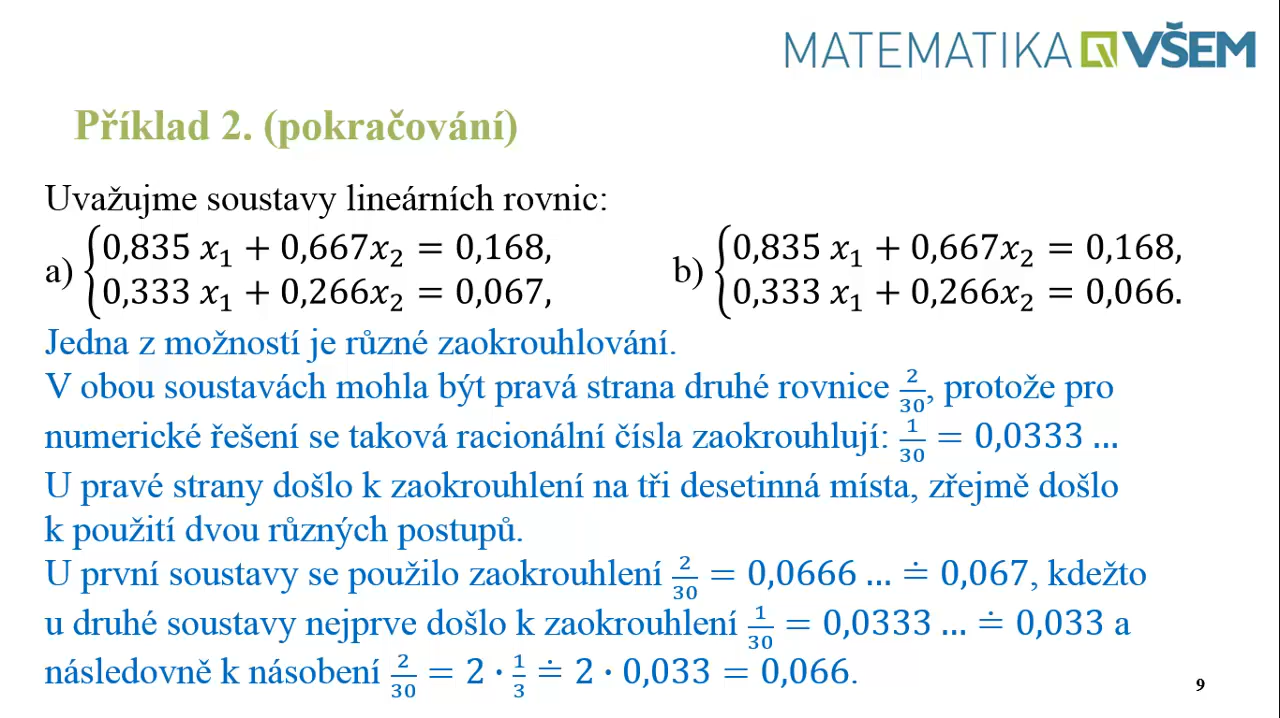 MATEMATIKA VŠEM
Příklad 2. (pokračování)
Uvažujme soustavy lineárních rovnic:
a) {0,835 x₁ + 0,667x₂ = 0,168,
0,333 x₁ + 0,266x₂ = 0,067,
b) {0,835 x₁ + 0,667x₂ = 0,168,
0,333 x₁ + 0,266x₂ = 0,066.
Jedna z možností je různé zaokrouhlování.
V obou soustavách mohla být pravá strana druhé rovnice 2/30, protože pro
numerické řešení se taková racionální čísla zaokrouhlují: 1/30 = 0,0333 …
U pravé strany došlo k zaokrouhlení na tři desetinná místa, zřejmě došlo
k použití dvou různých postupů.
U první soustavy se použilo zaokrouhlení 2/30 = 0,0666 … ≐ 0,067, kdežto
u druhé soustavy nejprve došlo k zaokrouhlení 1/30 = 0,0333 … ≐ 0,033 a
následovně k násobení 2/30 = 2 · 1/3 ≐ 2 · 0,033 = 0,066.
9